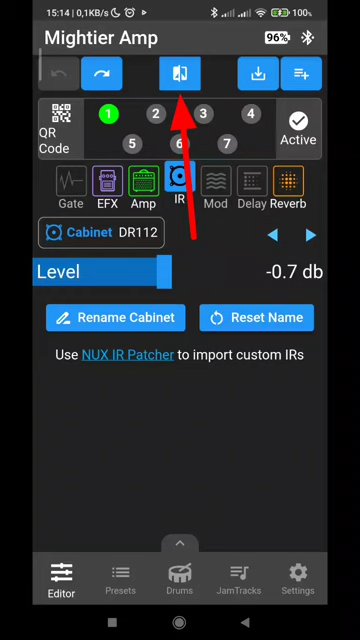 15:14 0,1KB/s 100%
Mightier Amp 96%
1 2 3 4
QR Code
5 6 7
Active
Gate EFX Amp IR Mod Delay Reverb
Cabinet DR112
Level -0.7 db
Rename Cabinet Reset Name
Use NUX IR Patcher to import custom IRs
Editor Presets Drums JamTracks Settings